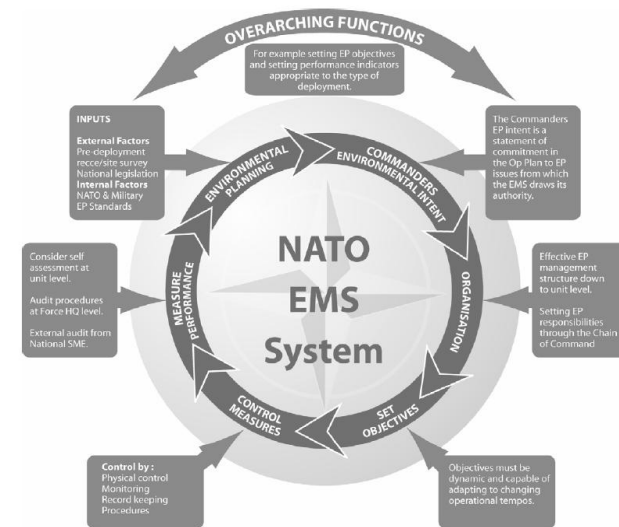 OVERARCHING FUNCTIONS
For example setting EP objectives
and setting performance indicators
appropriate to the type of
deployment.
INPUTS
External Factors
Pre-deployment
recce/site survey
National legislation
Internal Factors
NATO & Military
EP Standards
The Commanders
EP intent is a
statement of
commitment in
the Op Plan to EP
issues from which
the EMS draws its
authority.
ENVIRONMENTAL
PLANNING
COMMANDERS
ENVIRONMENTAL INTENT
NATO
EMS
System
Consider self
assessment at
unit level.
Audit procedures
at Force HQ level.
External audit from
National SME.
MEASURE
PERFORMANCE
ORGANISATION
Effective EP
management
structure down
to unit level.
Setting EP
responsibilities
through the Chain
of Command
CONTROL
MEASURES
SET
OBJECTIVES
Control by :
Physical control
Monitoring
Record keeping
Procedures
Objectives must be
dynamic and capable of
adapting to changing
operational tempos.